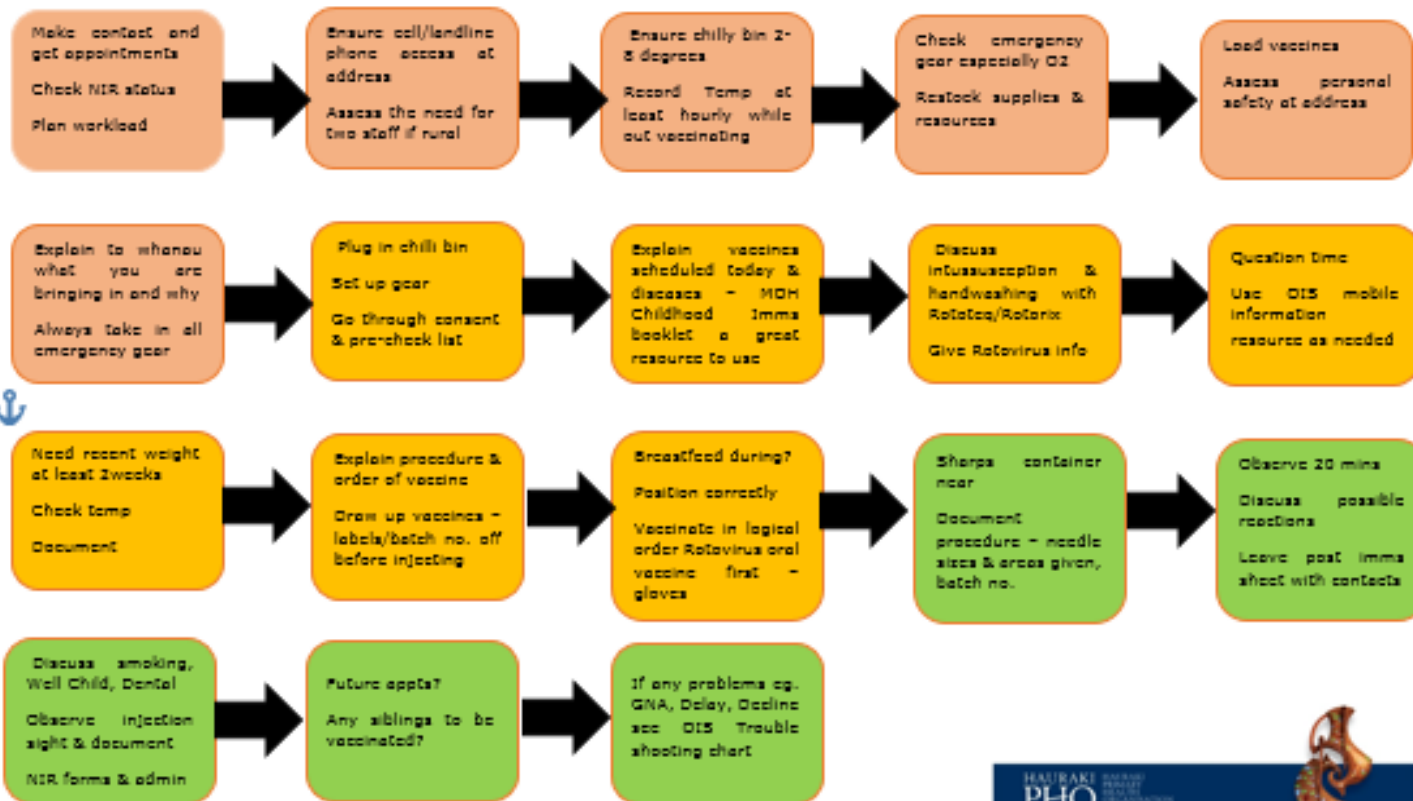 Make contact and
get appointments
Check NIR status
Plan workload
Ensure cell/landline
phone access at
address
Assess the need for
two staff if rural
Ensure chilly bin 2-
8 degrees
Record Temp at
least hourly while
out vaccinating
Check emergency
gear especially O2
Restock supplies &
resources
Load vaccines
Assess personal
safety at address
Explain to whanau
what you are
bringing in and why
Always take in all
emergency gear
Plug in chilli bin
Set up gear
Go through consent
& pre-check list
Explain vaccines
scheduled today &
diseases – MOH
Childhood Imms
booklet a great
resource to use
Discuss
intussusception &
handwashing with
Rotateq/Rotarix
Give Rotavirus info
Question time
Use OIS mobile
information
resource as needed
Need recent weight
at least 2weeks
Check temp
Document
Explain procedure &
order of vaccine
Draw up vaccines –
labels/batch no. off
before injecting
Breastfeed during?
Position correctly
Vaccinate in logical
order Rotavirus oral
vaccine first –
gloves
Sharps container
near
Document
procedure – needle
sizes & areas given,
batch no.
Observe 20 mins
Discuss possible
reactions
Leave post imms
sheet with contacts
Discuss smoking,
Well Child, Dental
Observe injection
sight & document
NIR forms & admin
Future appts?
Any siblings to be
vaccinated?
If any problems eg.
GNA, Delay, Decline
see OIS Trouble
shooting chart
HAURAKI
PHO
HAURAKI
PRIMARY
HEALTH
ORGANISATION